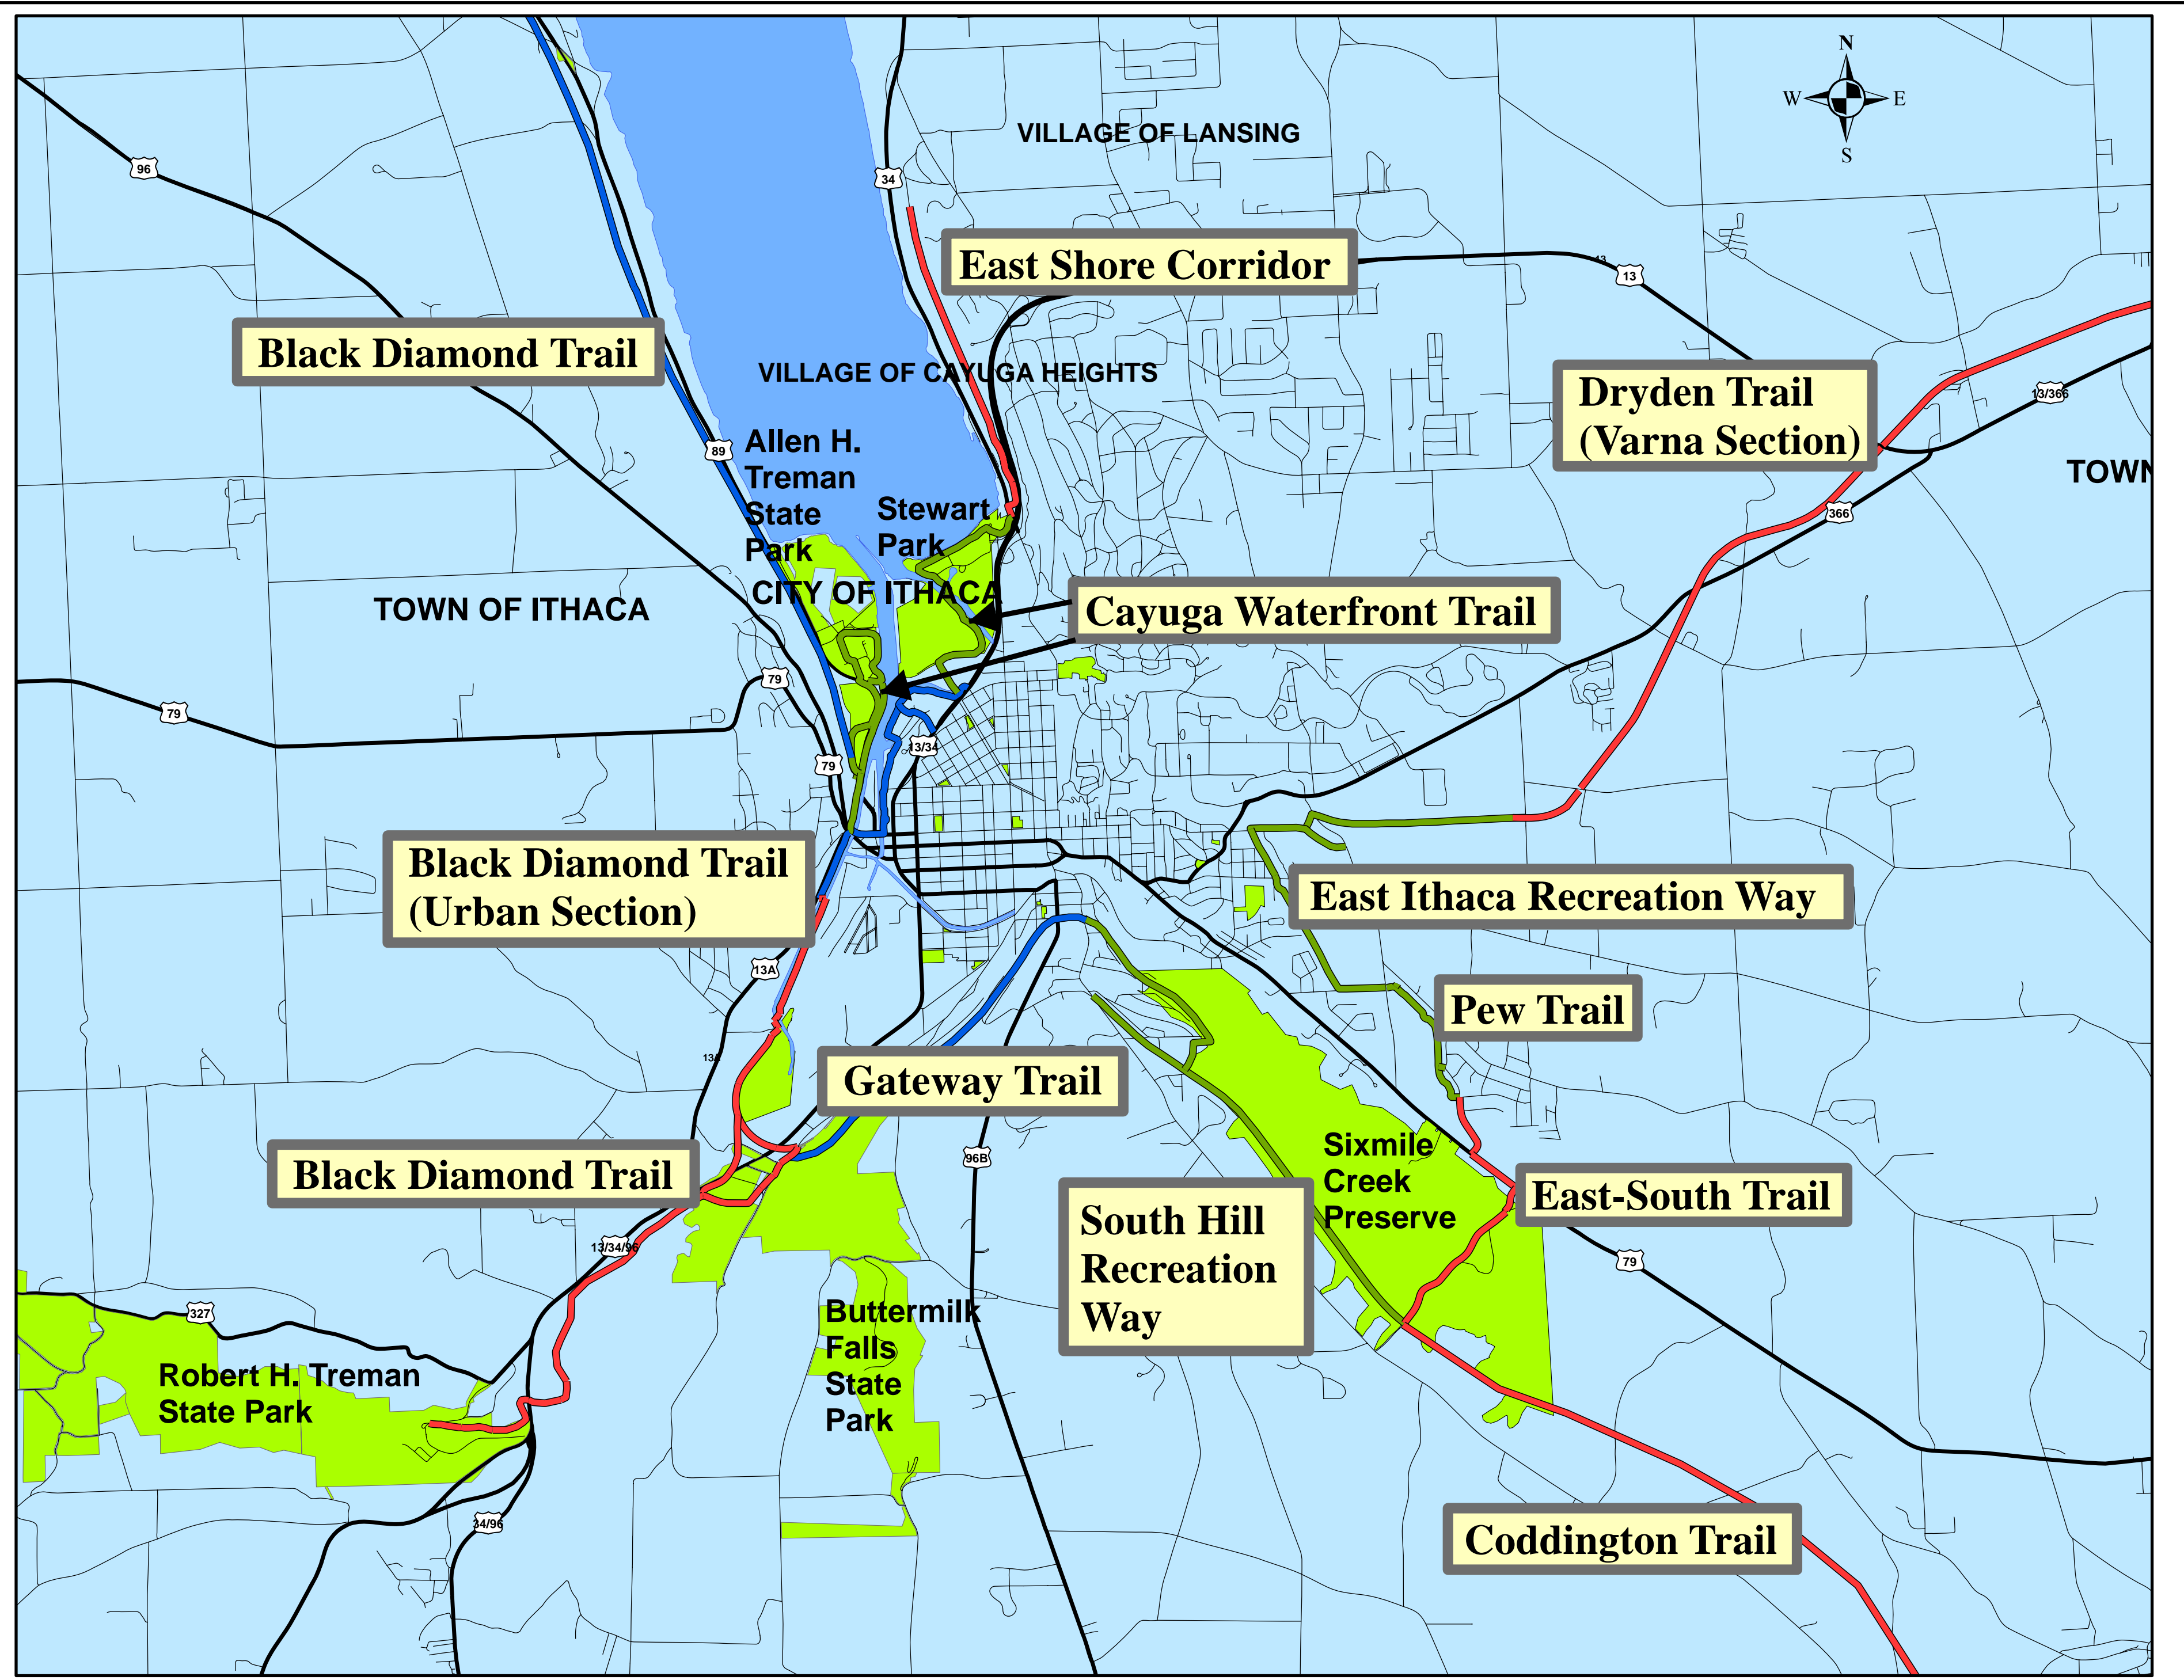 N
W
E
S
VILLAGE OF LANSING
96
34
East Shore Corridor
13
13
Black Diamond Trail
VILLAGE OF CAYUGA HEIGHTS
Dryden Trail
(Varna Section)
13/366
89
Allen H.
Treman
State
Park
Stewart
Park
TOWN
366
CITY OF ITHACA
TOWN OF ITHACA
Cayuga Waterfront Trail
79
79
13/34
79
Black Diamond Trail
(Urban Section)
East Ithaca Recreation Way
13A
Pew Trail
13A
Gateway Trail
Black Diamond Trail
96B
Sixmile
Creek
Preserve
East-South Trail
South Hill
Recreation
Way
13/34/96
79
327
Buttermilk
Falls
State
Park
Robert H. Treman
State Park
34/96
Coddington Trail